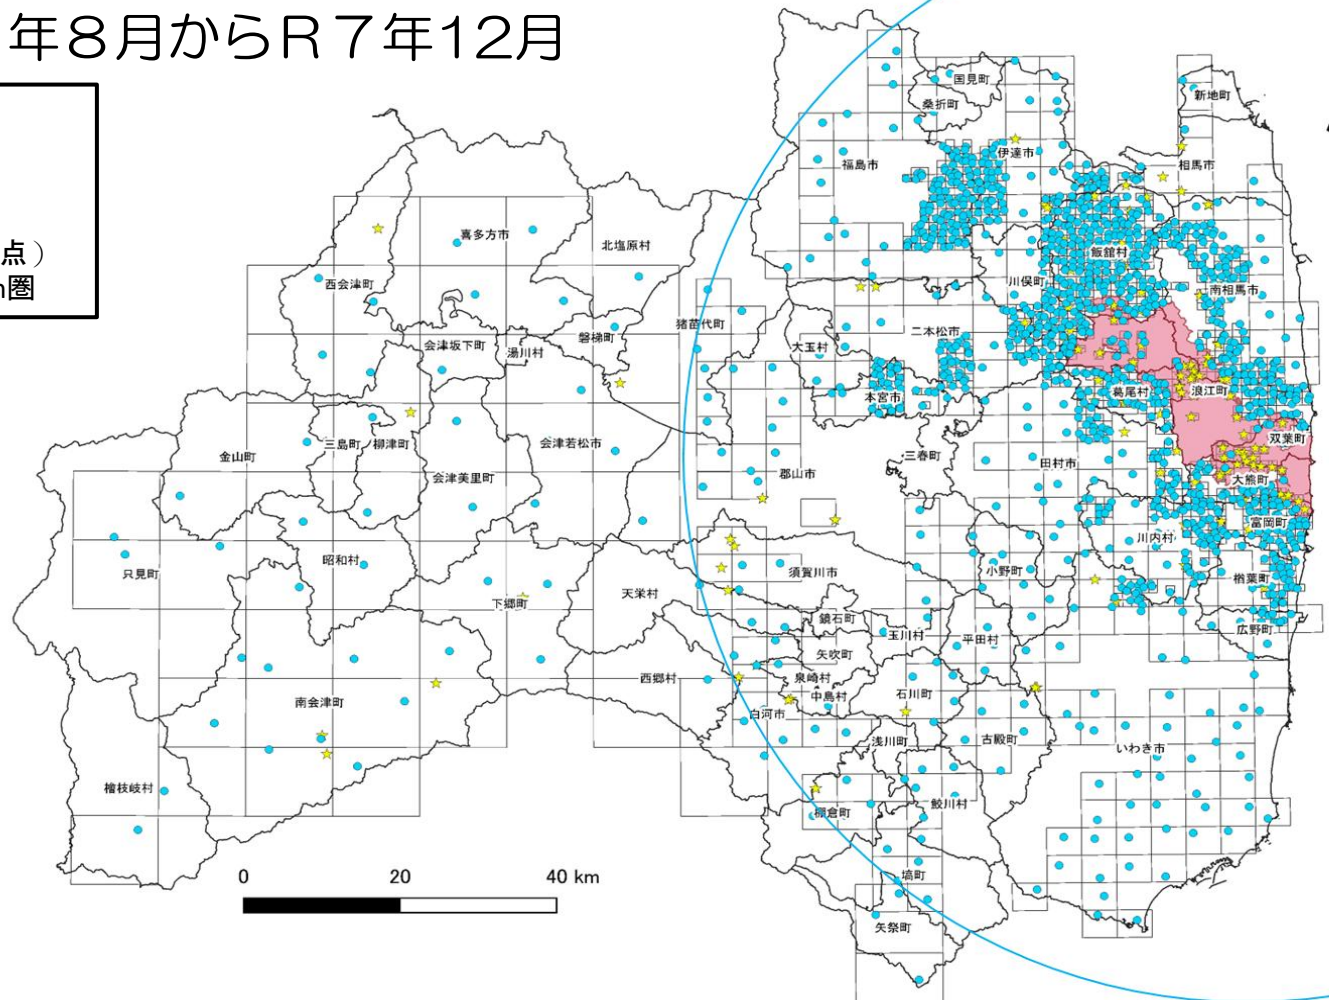 年８月からＲ７年12月
点）
圏
国見町
桑折町
新地町
伊達市
相馬市
福島市
喜多方市
北塩原村
飯舘村
西会津町
川俣町
南相馬市
猪苗代町
二本松市
磐梯町
会津坂下町
湯川村
大玉村
葛尾村
浪江町
本宮市
双葉町
三島町
柳津町
会津若松市
金山町
三春町
田村市
郡山市
会津美里町
大熊町
富岡町
川内村
昭和村
只見町
須賀川市
小野町
楢葉町
天栄村
下郷町
鏡石町
広野町
玉川村
平田村
矢吹町
西郷村
泉崎村
中島村
石川町
南会津町
白河市
浅川町
古殿町
いわき市
檜枝岐村
鮫川村
棚倉町
塙町
0 20 40 km
矢祭町